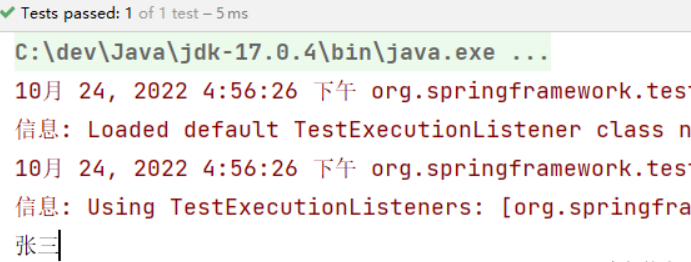 Tests passed: 1 of 1 test – 5 ms
C:\dev\Java\jdk-17.0.4\bin\java.exe ...
10月 24, 2022 4:56:26 下午 org.springframework.tes
信息: Loaded default TestExecutionListener class n
10月 24, 2022 4:56:26 下午 org.springframework.tes
信息: Using TestExecutionListeners: [org.springfra
张三